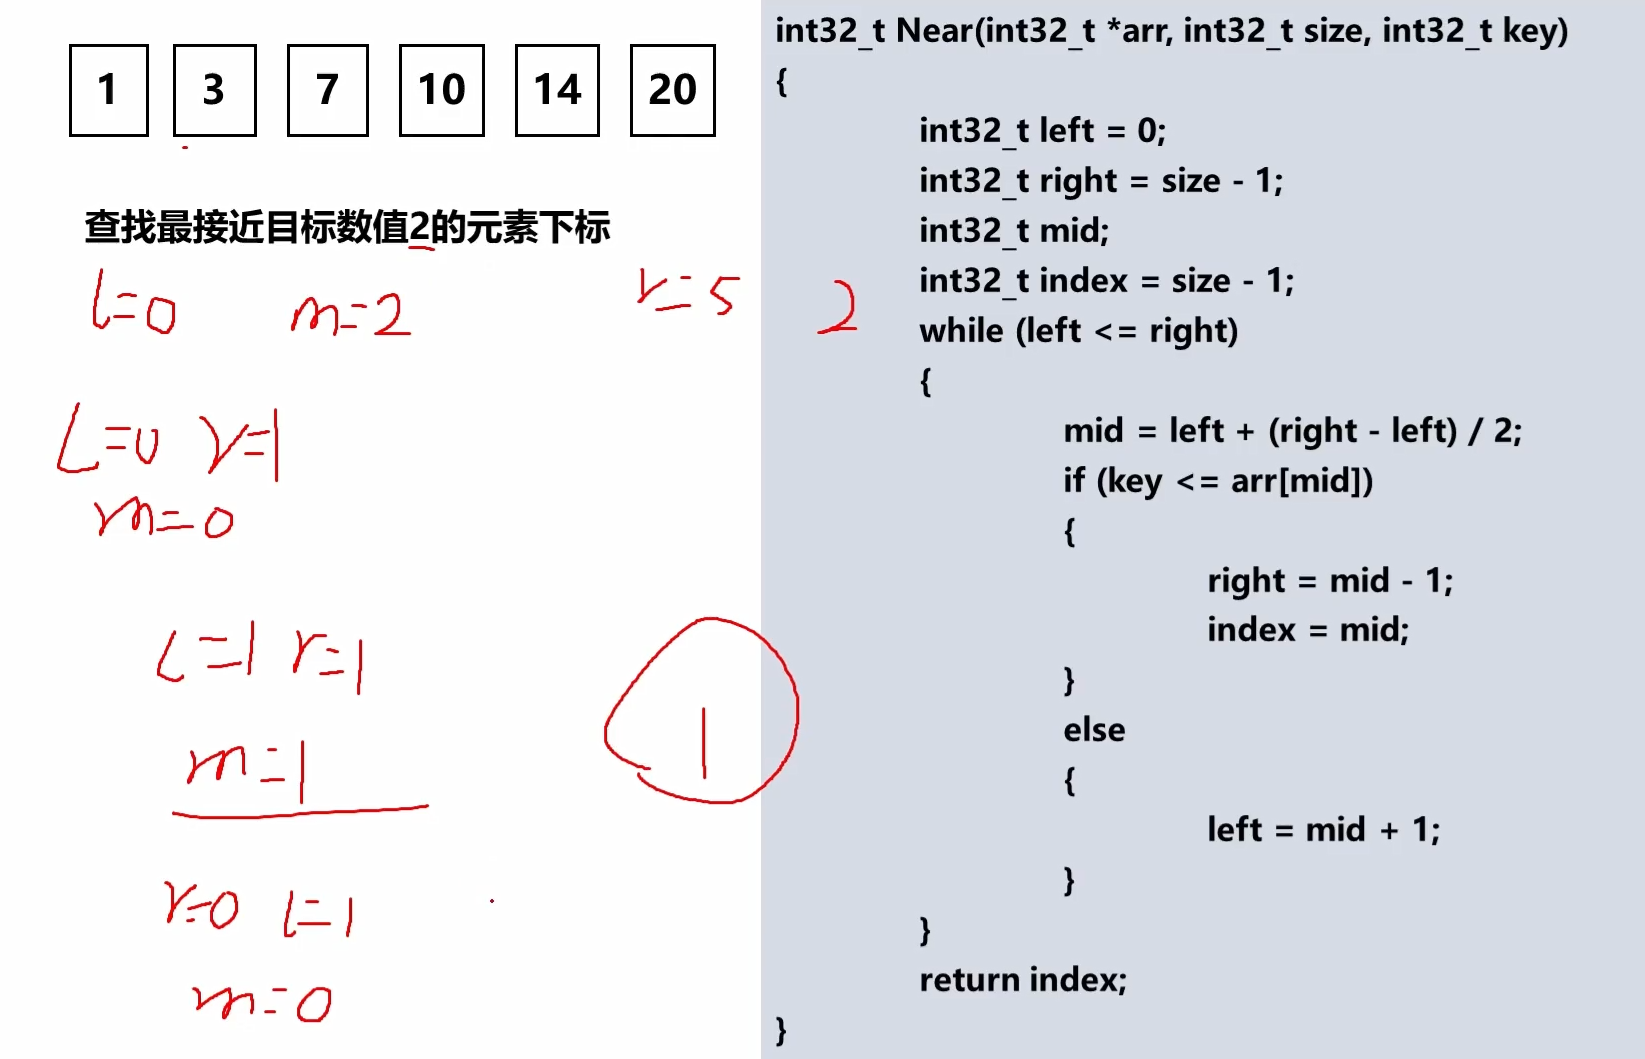 1 3 7 10 14 20
查找最接近目标数值2的元素下标
l=0 m=2 r=5
L=0 r=1
m=0
L=1 r=1
m=1
1
r=0 l=1
m=0
2
int32_t Near(int32_t *arr, int32_t size, int32_t key)
{
int32_t left = 0;
int32_t right = size - 1;
int32_t mid;
int32_t index = size - 1;
while (left <= right)
{
mid = left + (right - left) / 2;
if (key <= arr[mid])
{
right = mid - 1;
index = mid;
}
else
{
left = mid + 1;
}
}
return index;
}